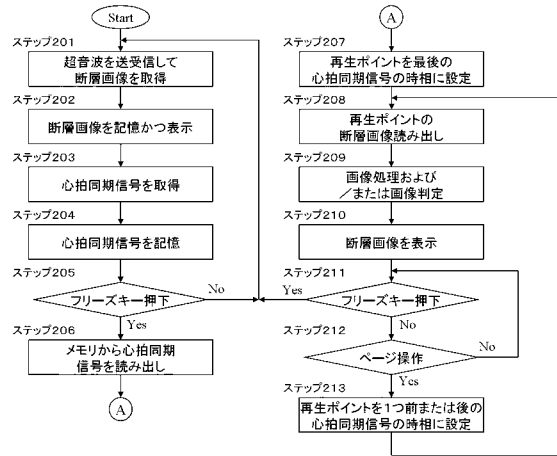 Start
ステップ201
超音波を送受信して
断層画像を取得
ステップ202
断層画像を記憶かつ表示
ステップ203
心拍同期信号を取得
ステップ204
心拍同期信号を記憶
ステップ205
フリーズキー押下
No
Yes
ステップ206
メモリから心拍同期
信号を読み出し
A
A
ステップ207
再生ポイントを最後の
心拍同期信号の時相に設定
ステップ208
再生ポイントの
断層画像読み出し
ステップ209
画像処理および
／または画像判定
ステップ210
断層画像を表示
ステップ211
Yes
フリーズキー押下
No
ステップ212
ページ操作
No
Yes
ステップ213
再生ポイントを1つ前または後の
心拍同期信号の時相に設定